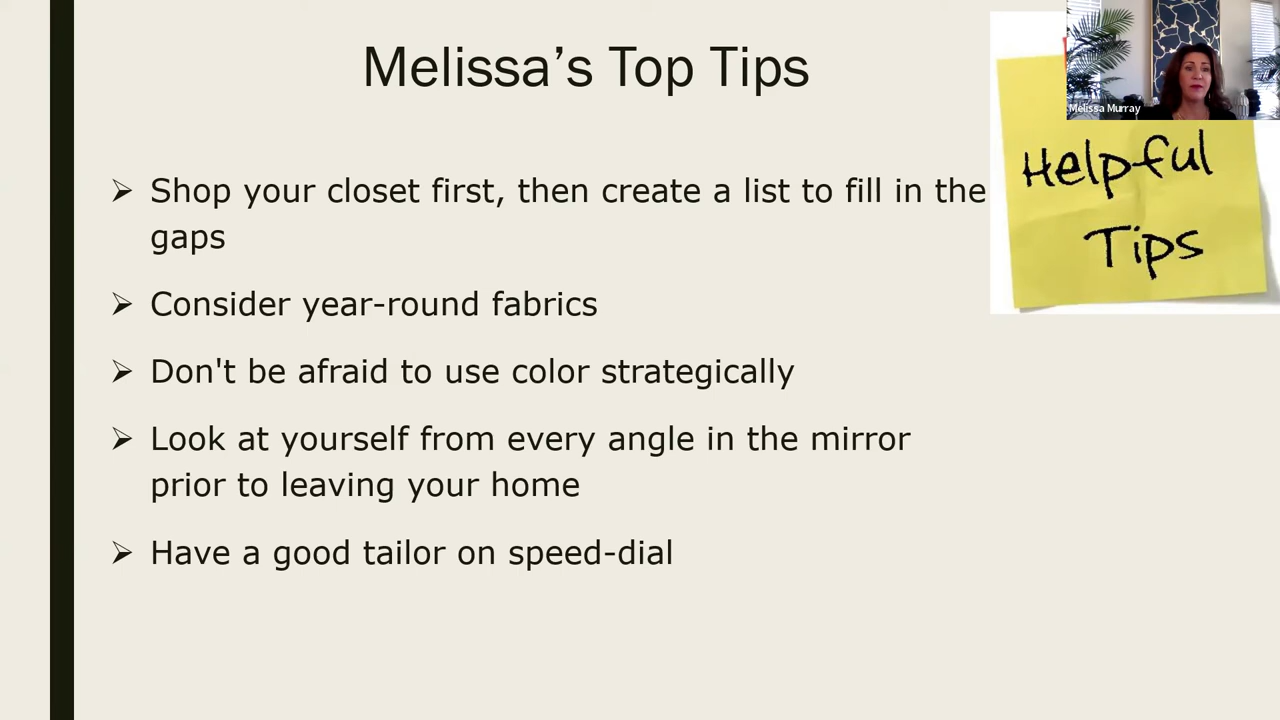 Melissa’s Top Tips
Melissa Murray
Helpful
Tips
➢ Shop your closet first, then create a list to fill in the
gaps
➢ Consider year-round fabrics
➢ Don't be afraid to use color strategically
➢ Look at yourself from every angle in the mirror
prior to leaving your home
➢ Have a good tailor on speed-dial